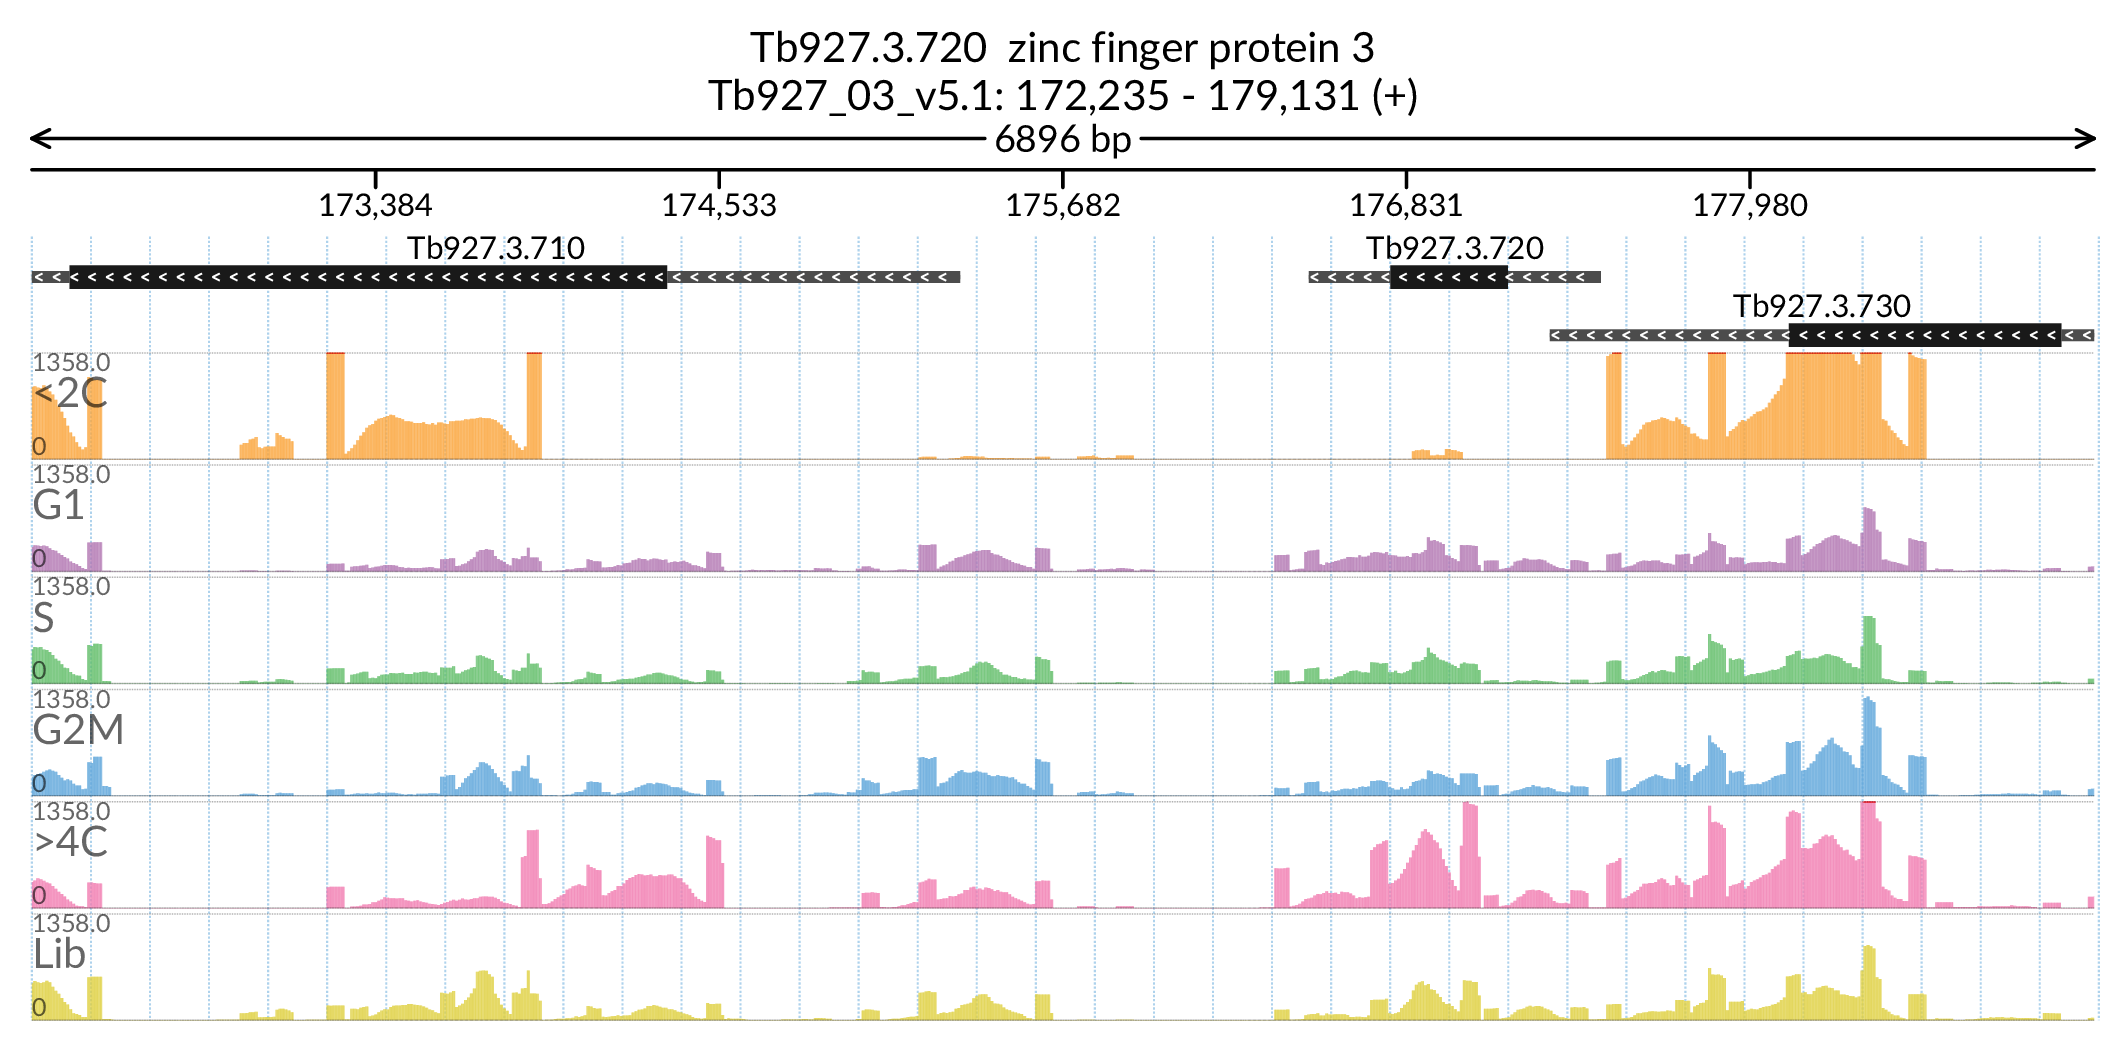 Tb927.3.720 zinc finger protein 3
Tb927_03_v5.1: 172,235 - 179,131 (+)
6896 bp
173,384 174,533 175,682 176,831 177,980
Tb927.3.710 Tb927.3.720
Tb927.3.730
1358.0
<2C
0
1358.0
G1
0
1358.0
S
0
1358.0
G2M
0
1358.0
>4C
0
1358.0
Lib
0